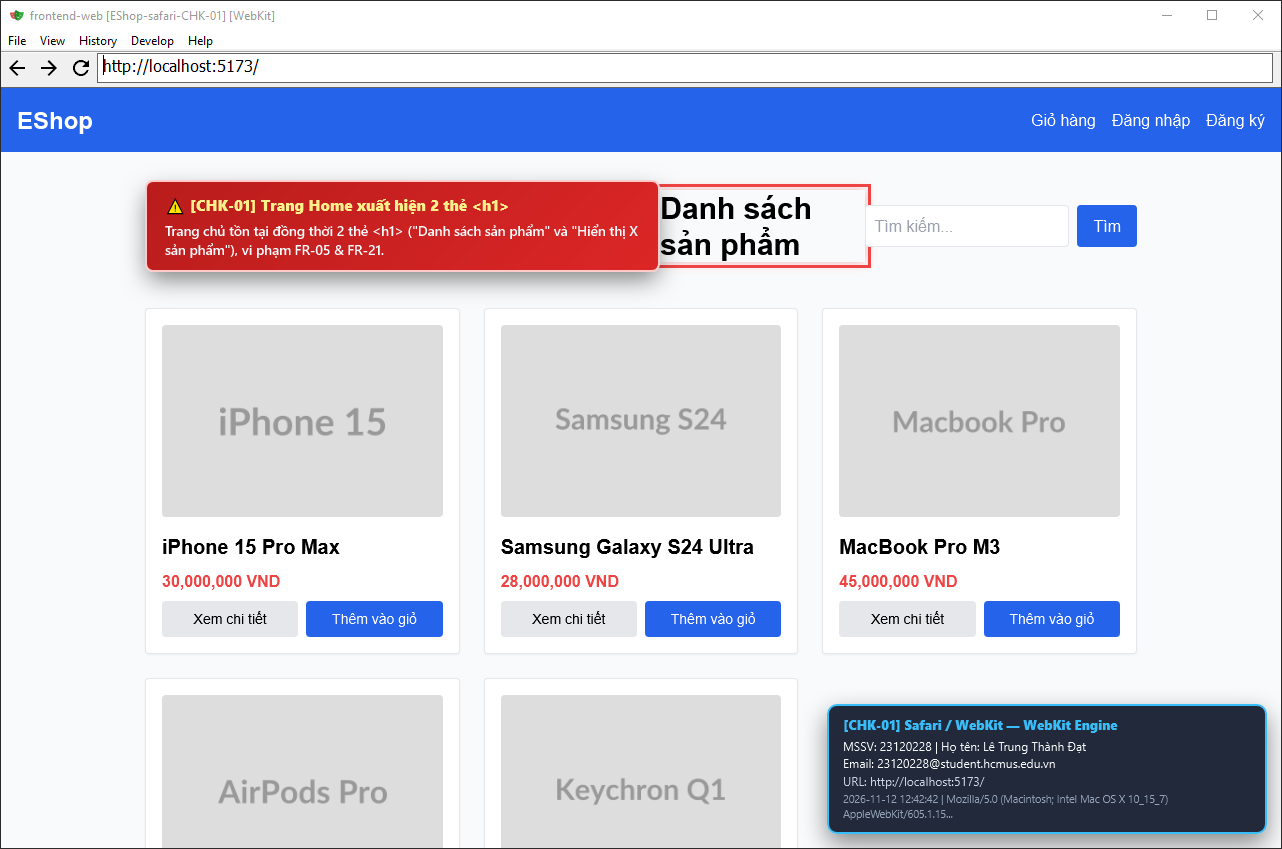 frontend-web [EShop-safari-CHK-01] [WebKit]
File View History Develop Help
http://localhost:5173/
EShop
Giỏ hàng Đăng nhập Đăng ký
[CHK-01] Trang Home xuất hiện 2 thẻ <h1>
Trang chủ tồn tại đồng thời 2 thẻ <h1> ("Danh sách sản phẩm" và "Hiển thị X
sản phẩm"), vi phạm FR-05 & FR-21.
Danh sách
sản phẩm
Tìm kiếm...
Tìm
iPhone 15
Samsung S24
Macbook Pro
iPhone 15 Pro Max
Samsung Galaxy S24 Ultra
MacBook Pro M3
30,000,000 VND
28,000,000 VND
45,000,000 VND
Xem chi tiết Thêm vào giỏ
Xem chi tiết Thêm vào giỏ
Xem chi tiết Thêm vào giỏ
AirPods Pro
Keychron Q1
[CHK-01] Safari / WebKit — WebKit Engine
MSSV: 23120228 | Họ tên: Lê Trung Thành Đạt
Email: 23120228@student.hcmus.edu.vn
URL: http://localhost:5173/
2026-11-12 12:42:42 | Mozilla/5.0 (Macintosh; Intel Mac OS X 10_15_7)
AppleWebKit/605.1.15...